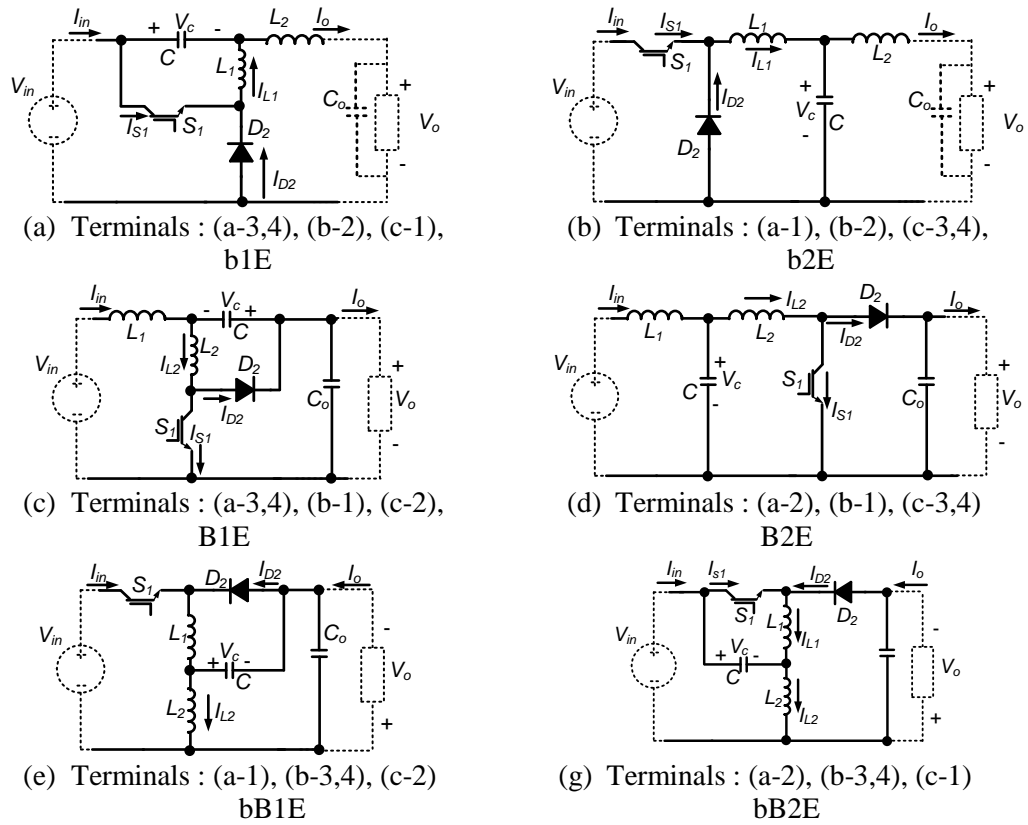 I_in
+ V_c -
C
L_2
I_o
L_1
I_L1
V_in
I_S1
S_1
D_2
I_D2
C_o
+
V_o
-
(a) Terminals : (a-3,4), (b-2), (c-1),
b1E
I_in
I_S1
S_1
L_1
I_L1
L_2
I_o
V_in
I_D2
D_2
+
V_c
-
C
C_o
+
V_o
-
(b) Terminals : (a-1), (b-2), (c-3,4),
b2E
I_in
L_1
- V_c +
C
I_o
V_in
L_2
I_L2
D_2
I_D2
S_1
I_S1
C_o
+
V_o
-
(c) Terminals : (a-3,4), (b-1), (c-2),
B1E
I_in
L_1
I_L2
L_2
D_2
I_D2
I_o
V_in
C
+
V_c
-
S_1
I_S1
C_o
+
V_o
-
(d) Terminals : (a-2), (b-1), (c-3,4)
B2E
I_in
S_1
D_2
I_D2
I_o
V_in
L_1
+ V_c -
C
L_2
I_L2
C_o
-
V_o
+
(e) Terminals : (a-1), (b-3,4), (c-2)
bB1E
I_in
I_s1
S_1
I_D2
D_2
I_o
V_in
L_1
I_L1
+ V_c -
C
L_2
I_L2
-
V_o
+
(g) Terminals : (a-2), (b-3,4), (c-1)
bB2E